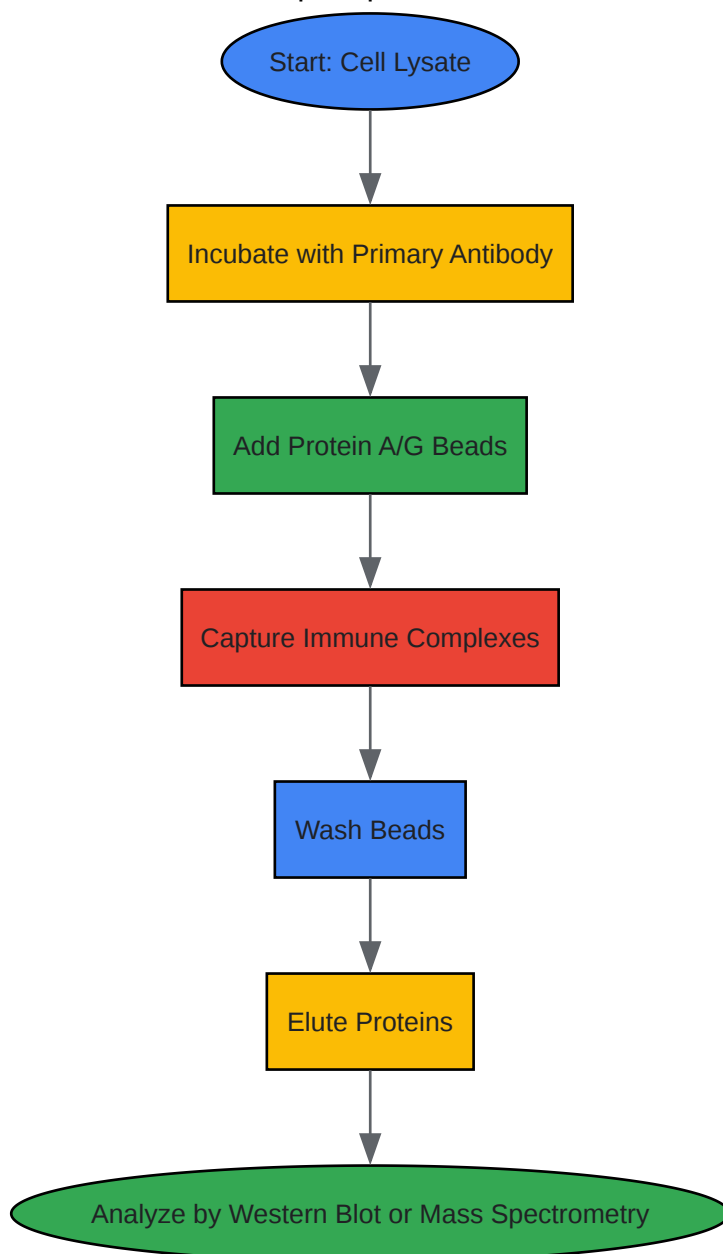 Start: Cell Lysate
Incubate with Primary Antibody
Add Protein A/G Beads
Capture Immune Complexes
Wash Beads
Elute Proteins
Analyze by Western Blot or Mass Spectrometry